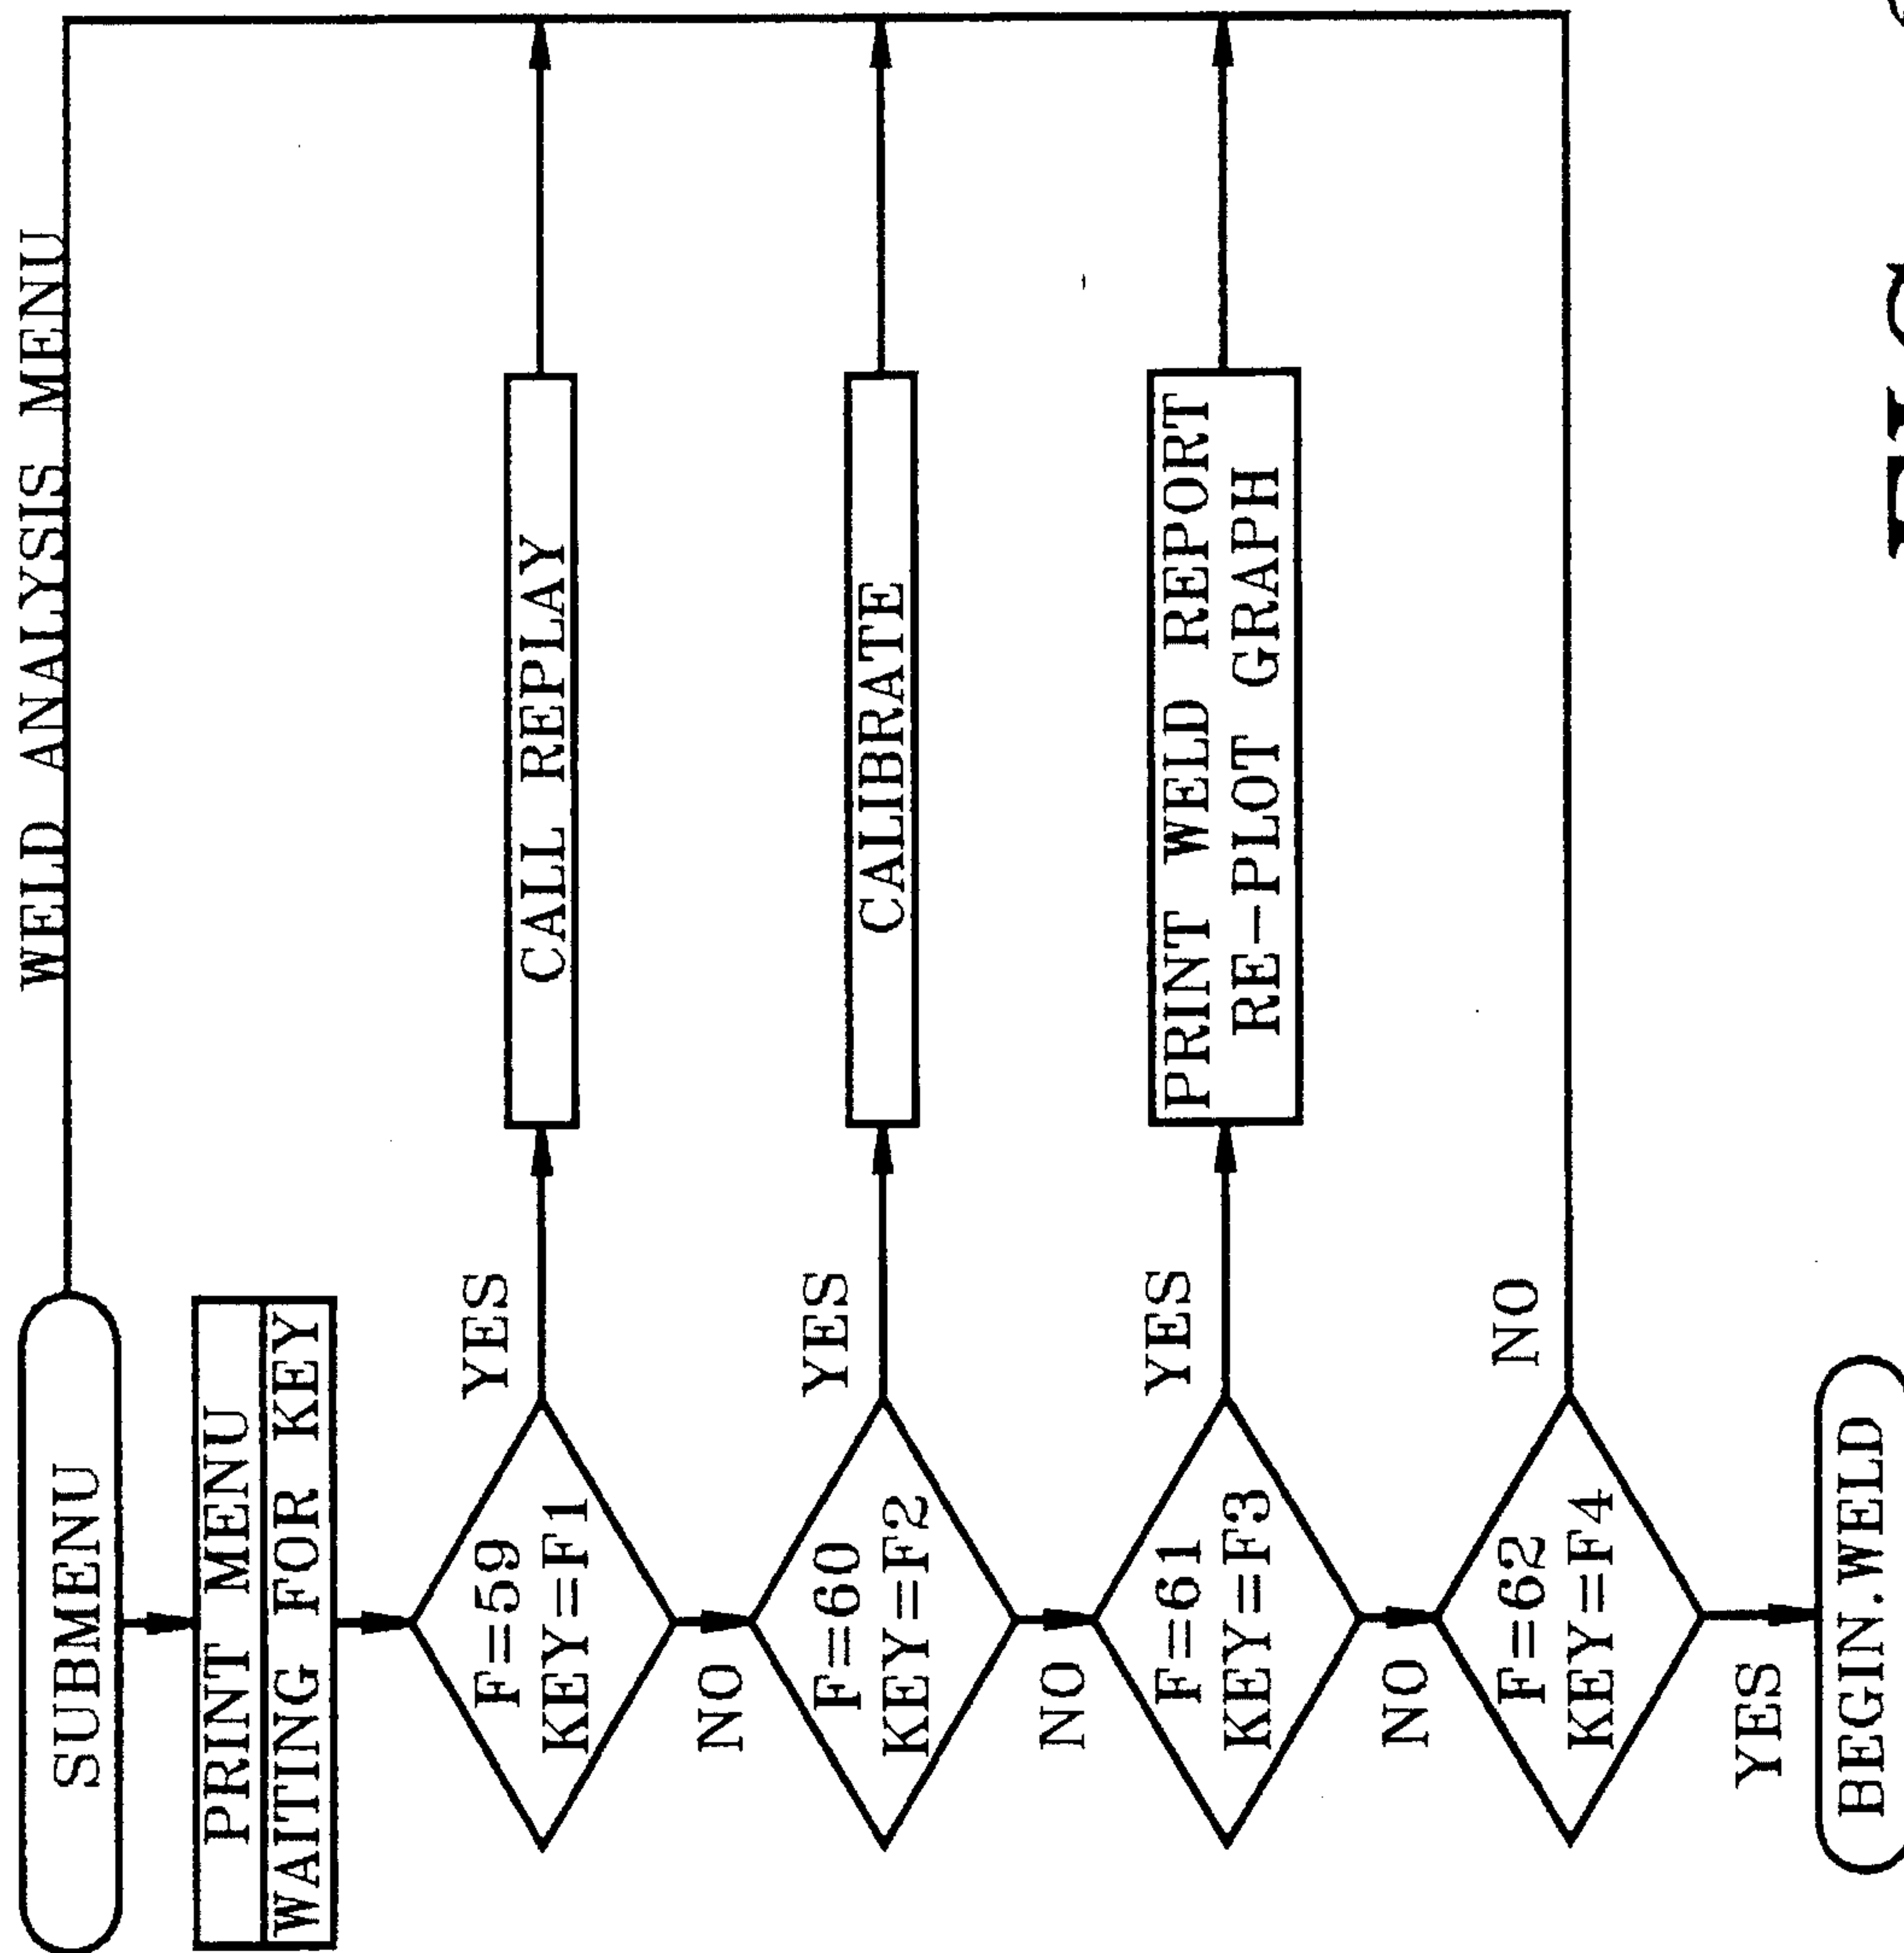 WELD ANALYSIS MENU
SUBMENU
PRINT MENU
WAITING FOR KEY
F=59
KEY=F1
YES
CALL REPLAY
NO
F=60
KEY=F2
YES
CALIBRATE
NO
F=61
KEY=F3
YES
PRINT WELD REPORT
RE-PLOT GRAPH
NO
F=62
KEY=F4
NO
YES
BEGIN.WELD